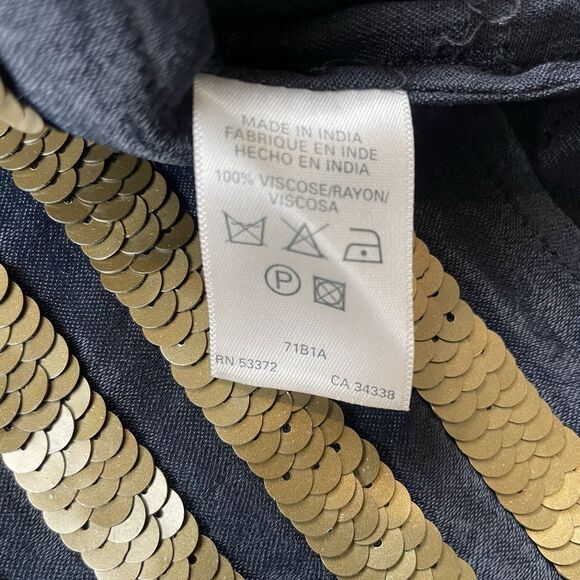 MADE IN INDIA
FABRIQUE EN INDE
HECHO EN INDIA
100% VISCOSE/RAYON/
VISCOSA
P
71B1A
RN 53372 CA 34338